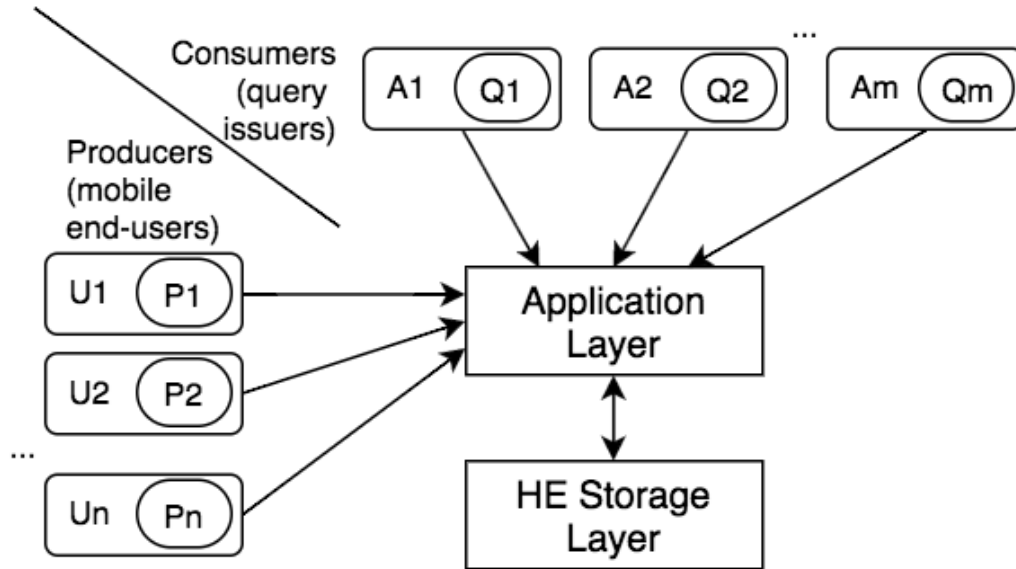 Consumers
(query
issuers)
A1 Q1
A2 Q2
...
Am Qm
Producers
(mobile
end-users)
U1 P1
U2 P2
...
Un Pn
Application
Layer
HE Storage
Layer